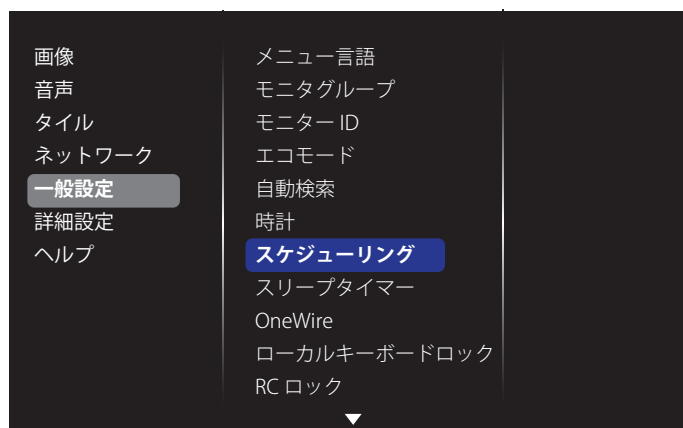 画像
音声
タイル
ネットワーク
一般設定
詳細設定
ヘルプ
メニュー言語
モニタグループ
モニター ID
エコモード
自動検索
時計
スケジューリング
スリープタイマー
OneWire
ローカルキーボードロック
RC ロック